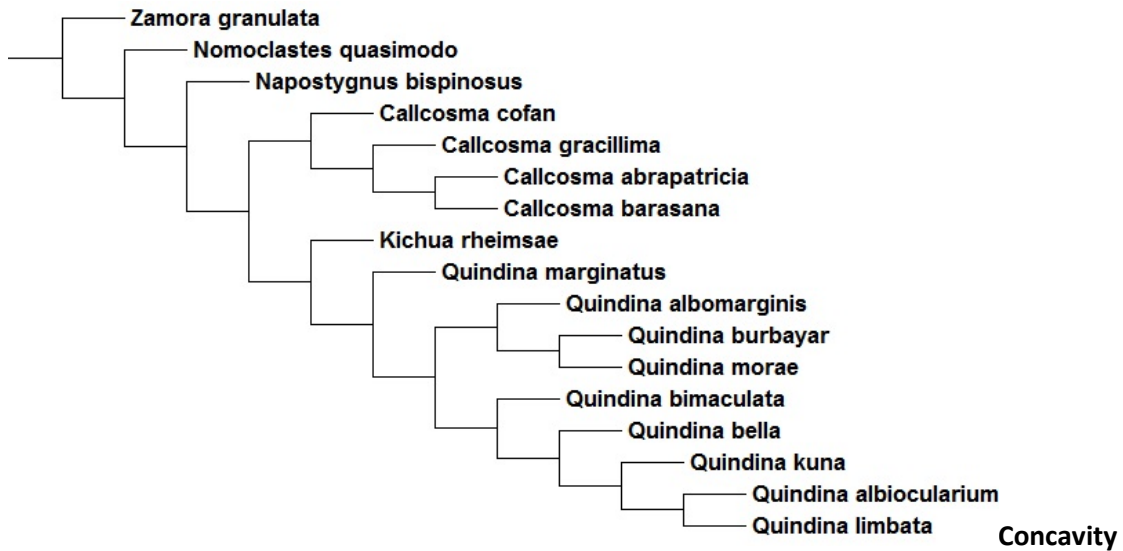 Zamora granulata
Nomoclastes quasimodo
Napostygnus bispinosus
Callcosma cofan
Callcosma gracillima
Callcosma abrapatricia
Callcosma barasana
Kichua rheimsae
Quindina marginatus
Quindina albomarginis
Quindina burbayar
Quindina morae
Quindina bimaculata
Quindina bella
Quindina kuna
Quindina albiocularium
Quindina limbata
Concavity